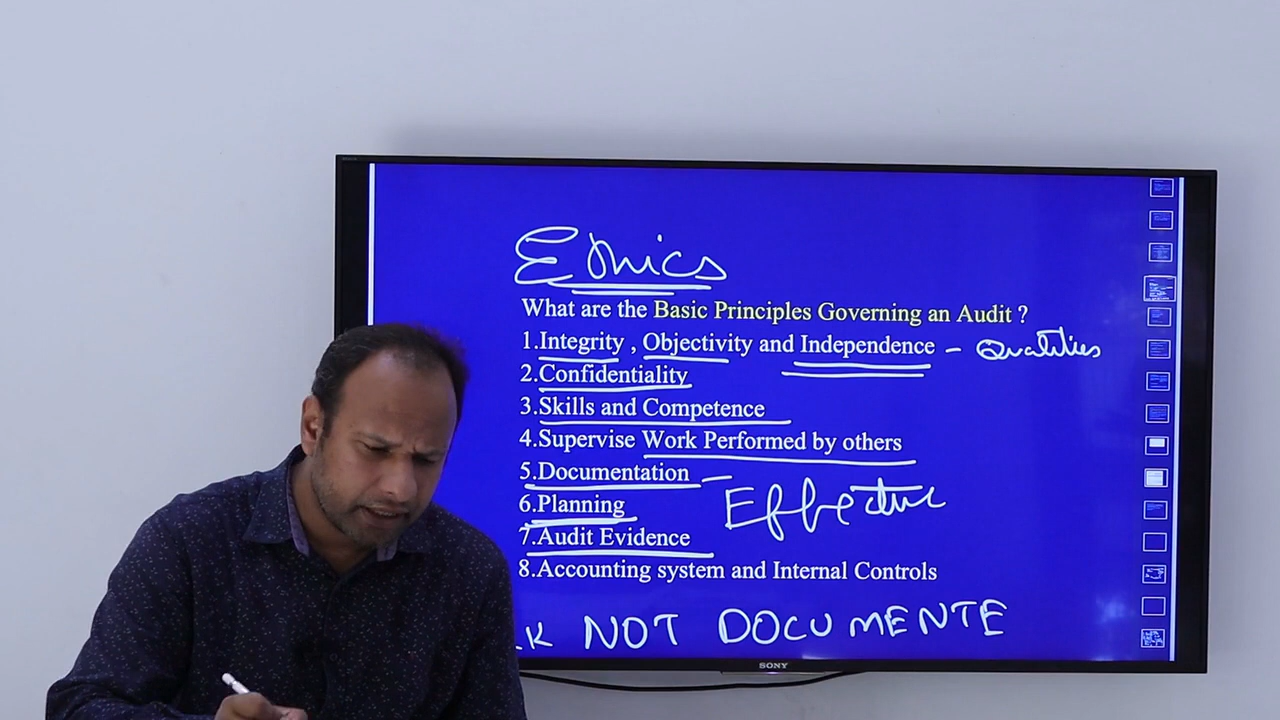 Ethics
What are the Basic Principles Governing an Audit ?
1.Integrity , Objectivity and Independence - Qualities
2.Confidentiality
3.Skills and Competence
4.Supervise Work Performed by others
5.Documentation -
6.Planning Effective
7.Audit Evidence
8.Accounting system and Internal Controls
RK NOT DOCUMENTE
SONY